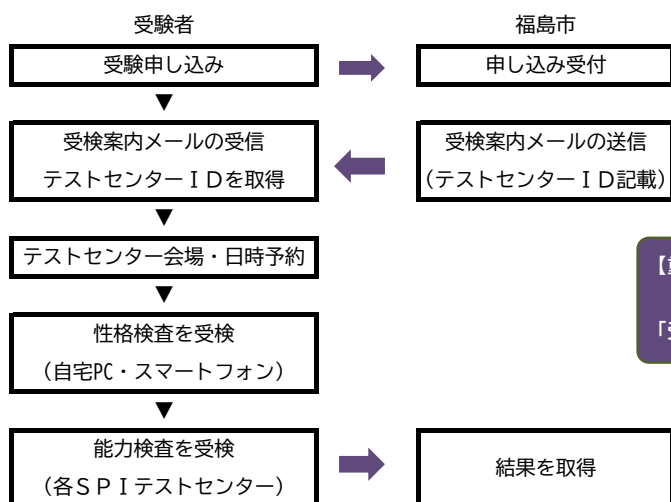 受験者
福島市
受験申し込み
申し込み受付
▼
受検案内メールの受信
テストセンターＩＤを取得
受検案内メールの送信
（テストセンターＩＤ記載）
▼
テストセンター会場・日時予約
▼
性格検査を受検
（自宅PC・スマートフォン）
▼
能力検査を受検
（各ＳＰＩテストセンター）
結果を取得